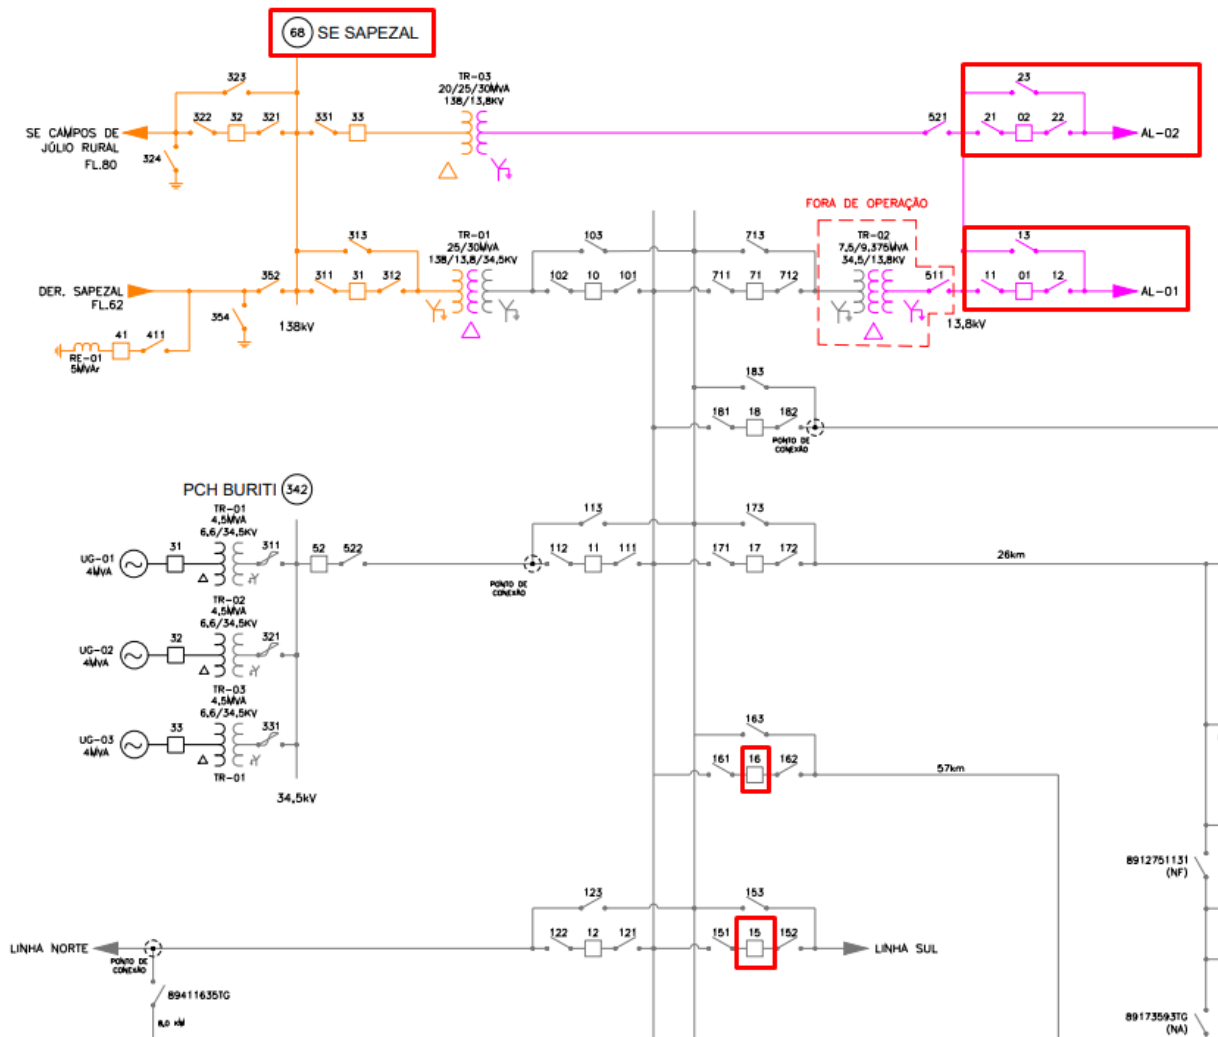 68 SE SAPEZAL
TR-03
20/25/30MVA
138/13,8KV
323
322 32 321 331 33
SE CAMPOS DE
JÚLIO RURAL
FL.80
324
521
23
21 02 22
AL-02
FORA DE OPERAÇÃO
313
TR-01
25/30MVA
138/13,8/34,5KV
103
713
TR-02
7,5/9,375MVA
34,5/13,8KV
13
352 311 31 312
102 10 101
711 71 712
511
11 01 12
AL-01
DER. SAPEZAL
FL.62
354
138kV
13,8kV
41 411
RE-01
5MVAr
183
181 18 182
PONTO DE
CONEXÃO
PCH BURITI 342
TR-01
4,5MVA
6,6/34,5KV
UG-01
4MVA
31
311
52 522
113
112 11 111
PONTO DE
CONEXÃO
173
171 17 172
26km
TR-02
4,5MVA
6,6/34,5KV
UG-02
4MVA
32
321
TR-03
4,5MVA
6,6/34,5KV
UG-03
4MVA
33
331
TR-01
34,5kV
163
161 16 162
57km
8912751131
(NF)
123
122 12 121
153
151 15 152
LINHA NORTE
LINHA SUL
PONTO DE
CONEXÃO
89411635TG
8,0 KM
89173593TG
(NA)